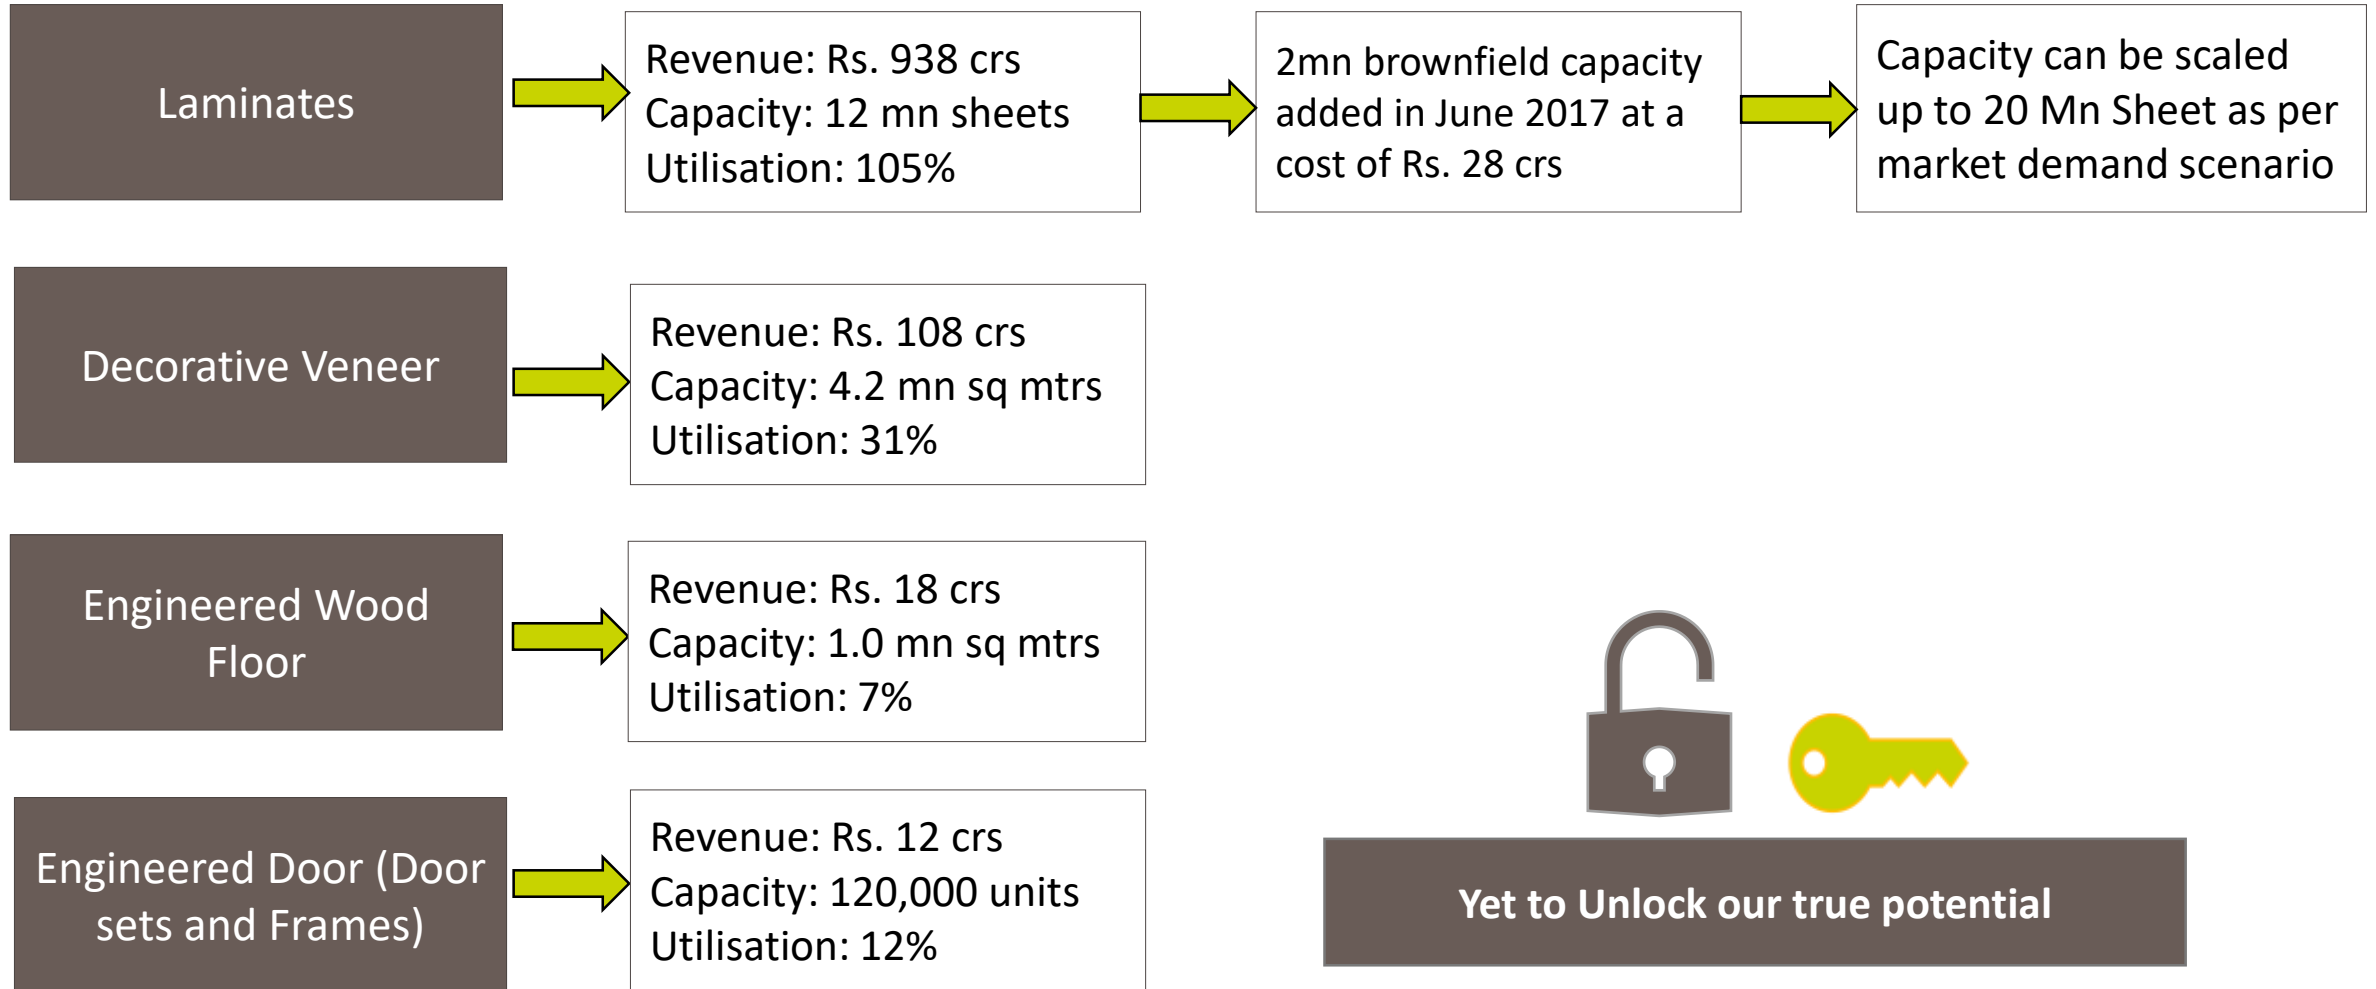 Laminates
Revenue: Rs. 938 crs
Capacity: 12 mn sheets
Utilisation: 105%
2mn brownfield capacity
added in June 2017 at a
cost of Rs. 28 crs
Capacity can be scaled
up to 20 Mn Sheet as per
market demand scenario
Decorative Veneer
Revenue: Rs. 108 crs
Capacity: 4.2 mn sq mtrs
Utilisation: 31%
Engineered Wood
Floor
Revenue: Rs. 18 crs
Capacity: 1.0 mn sq mtrs
Utilisation: 7%
Engineered Door (Door
sets and Frames)
Revenue: Rs. 12 crs
Capacity: 120,000 units
Utilisation: 12%
Yet to Unlock our true potential